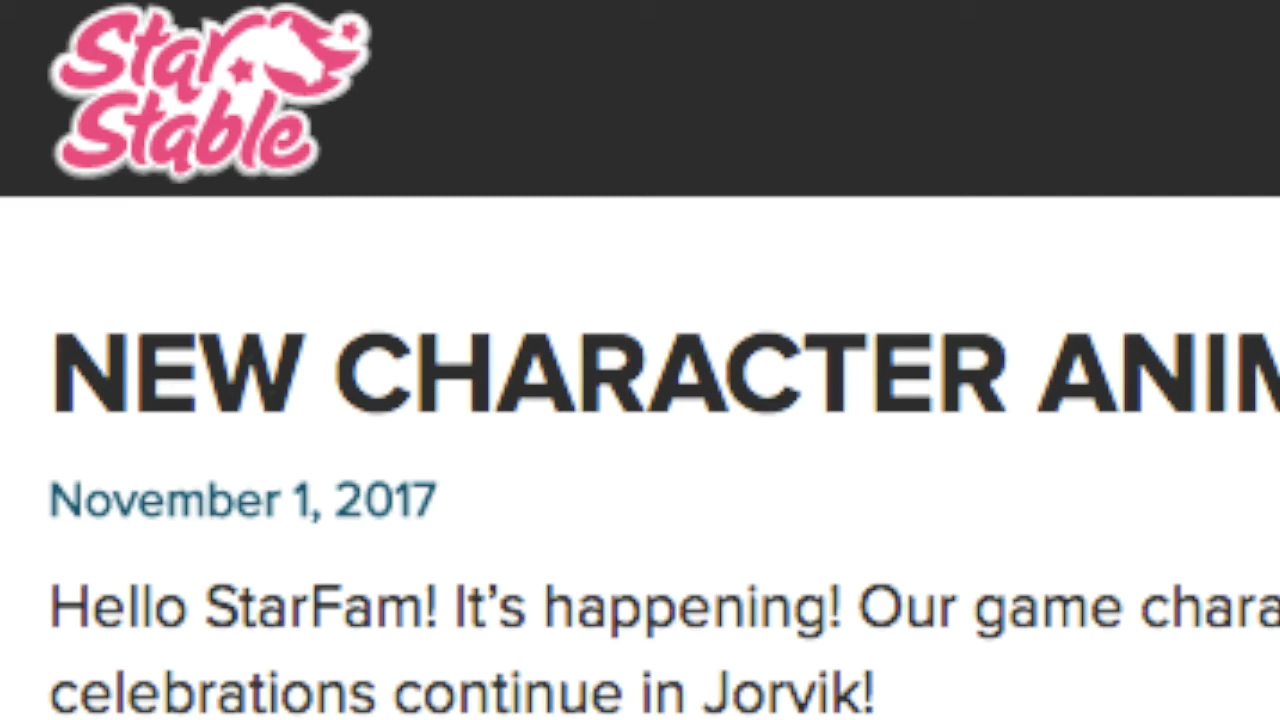 Star
Stable
NEW CHARACTER ANIM
November 1, 2017
Hello StarFam! It’s happening! Our game chara
celebrations continue in Jorvik!